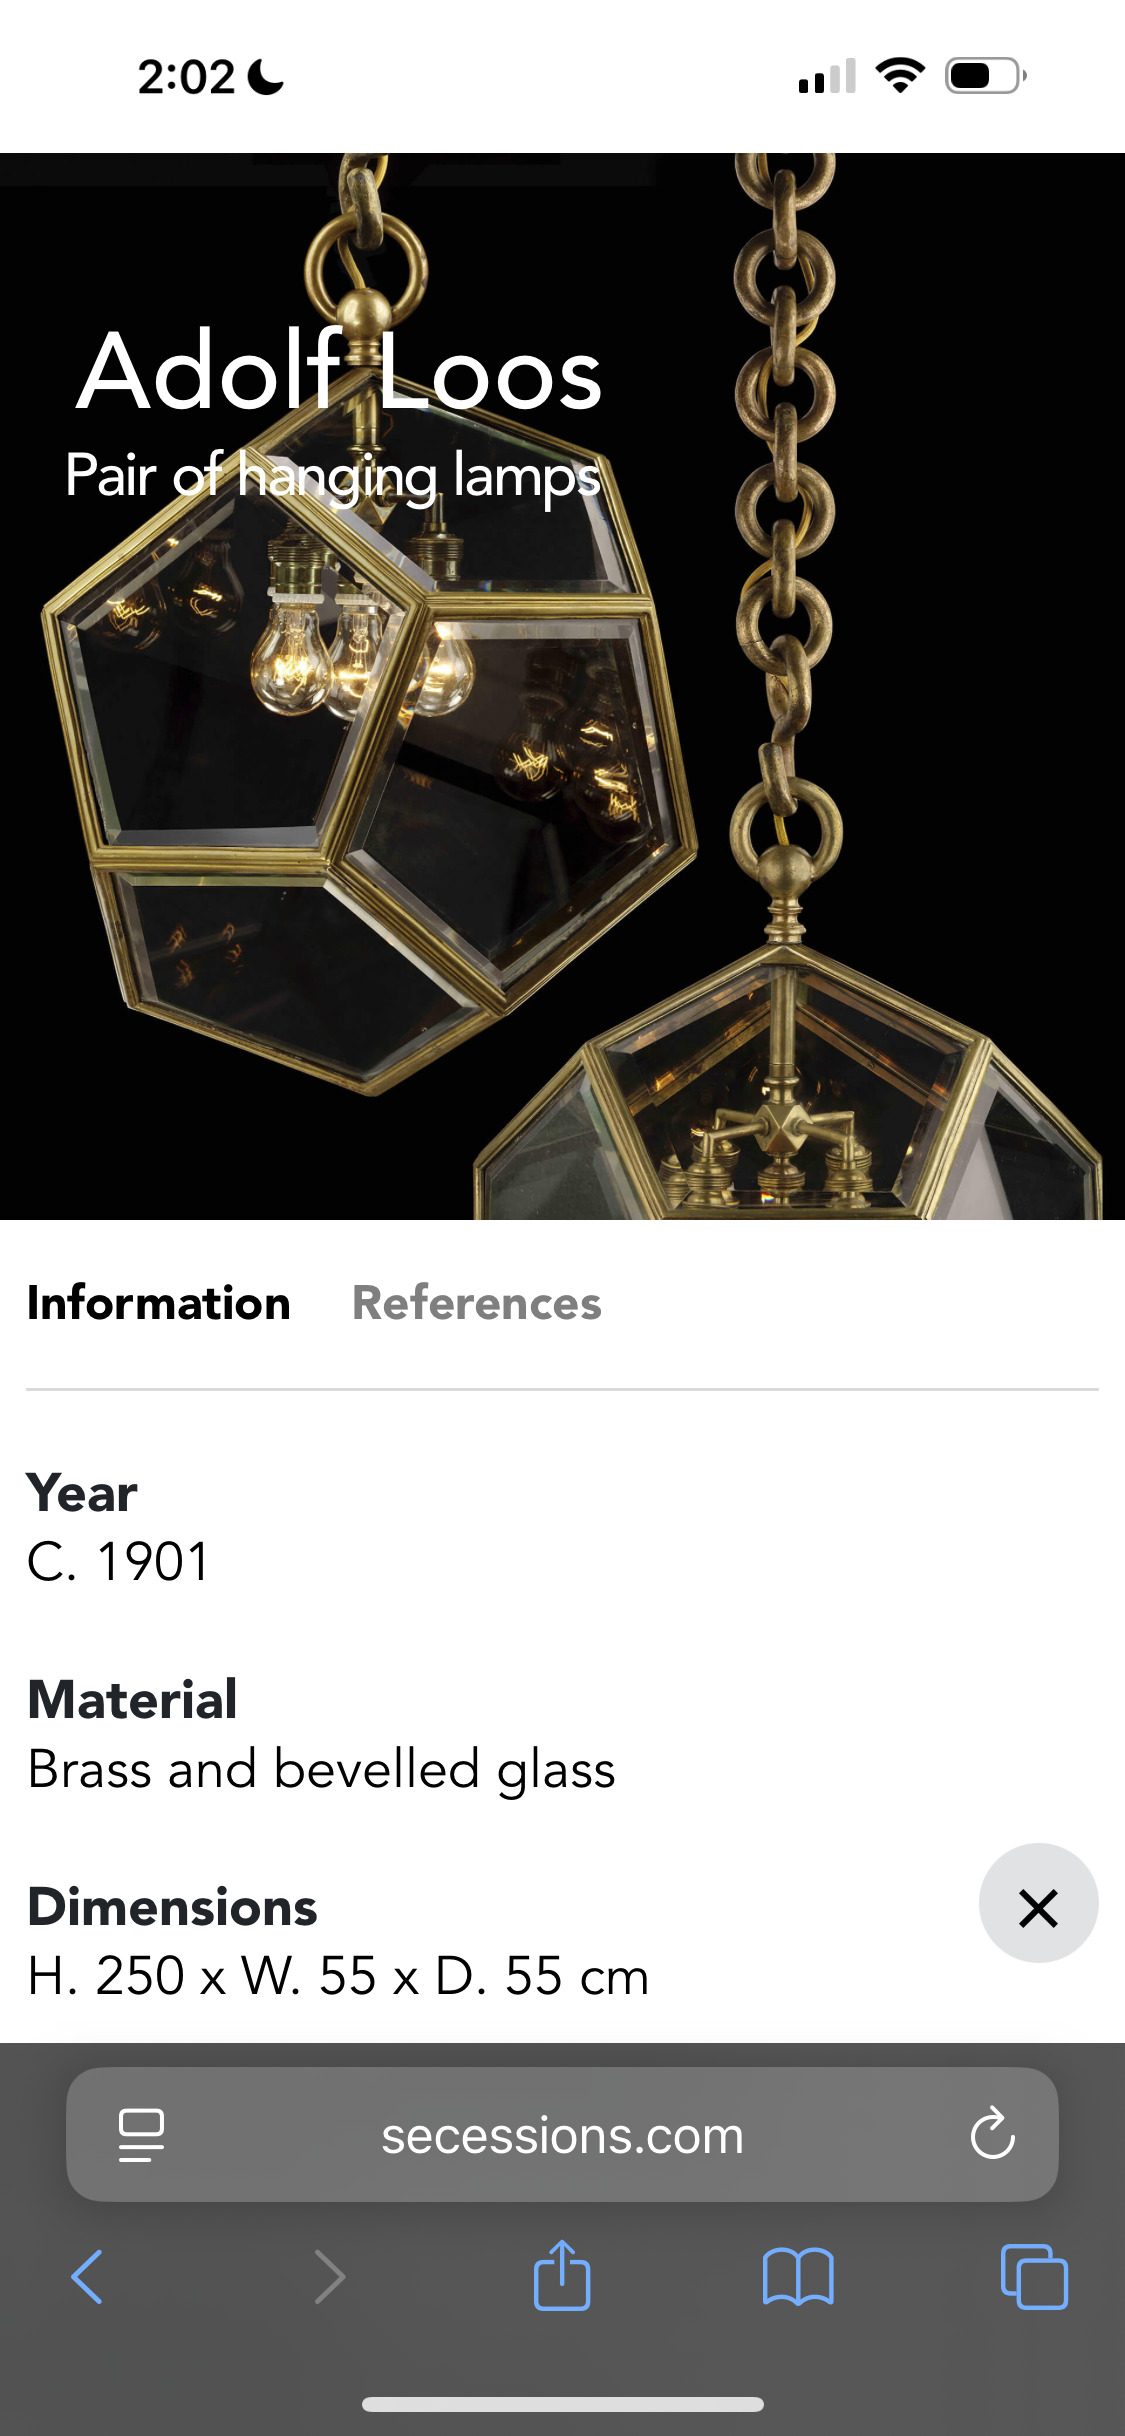 2:02
Adolf Loos
Pair of hanging lamps
Information References
Year
C. 1901
Material
Brass and bevelled glass
Dimensions
H. 250 x W. 55 x D. 55 cm
secessions.com